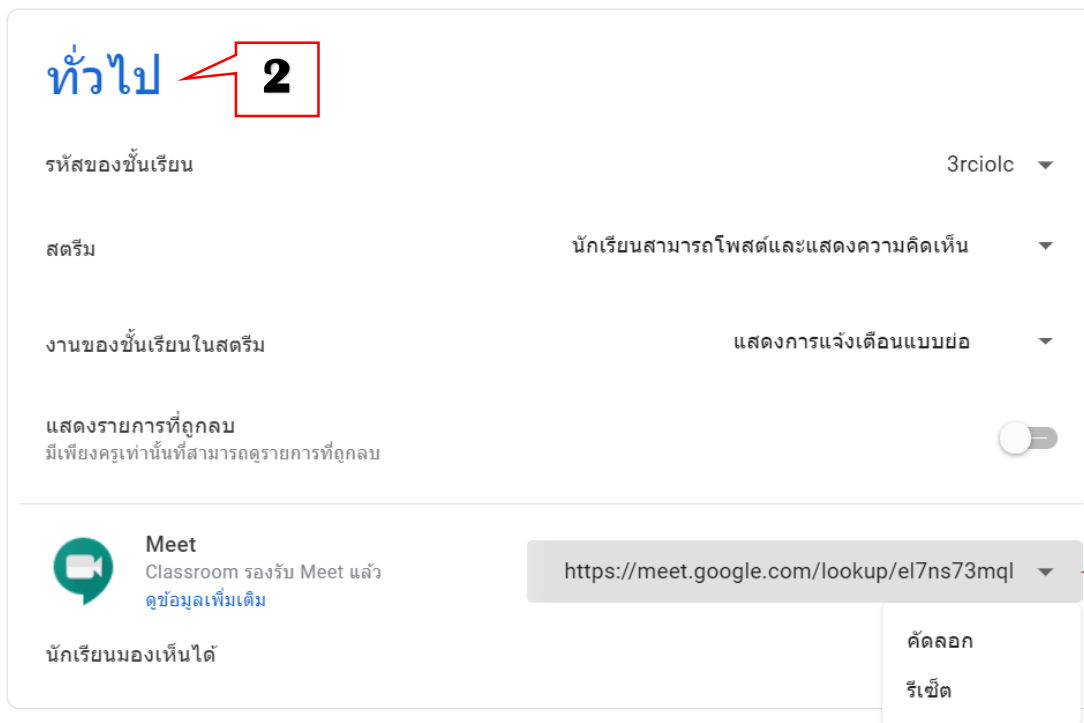 ทั่วไป 2
รหัสของชั้นเรียน 3rciolc
สตรีม นักเรียนสามารถโพสต์และแสดงความคิดเห็น
งานของชั้นเรียนในสตรีม แสดงการแจ้งเตือนแบบย่อ
แสดงรายการที่ถูกลบ
มีเพียงครูเท่านั้นที่สามารถดูรายการที่ถูกลบ
Meet
Classroom รองรับ Meet แล้ว
ดูข้อมูลเพิ่มเติม
https://meet.google.com/lookup/el7ns73mql
นักเรียนมองเห็นได้
คัดลอก
รีเซ็ต